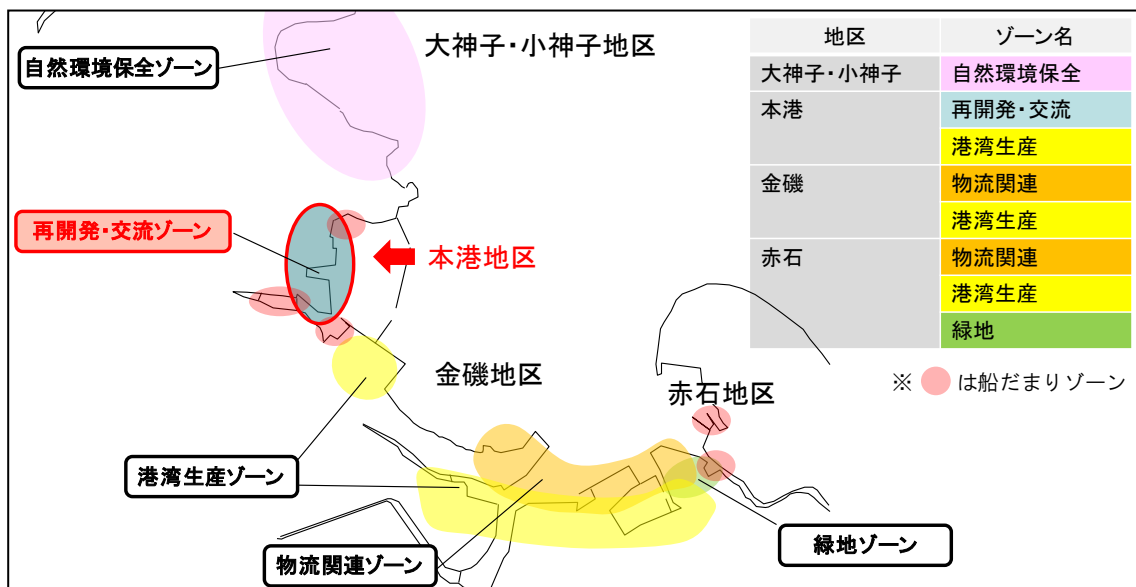 大神子・小神子地区
自然環境保全ゾーン
再開発・交流ゾーン
本港地区
金磯地区
赤石地区
港湾生産ゾーン
物流関連ゾーン
緑地ゾーン
地区 ゾーン名
大神子・小神子 自然環境保全
本港 再開発・交流
港湾生産
金磯 物流関連
港湾生産
赤石 物流関連
港湾生産
緑地
※ は船だまりゾーン